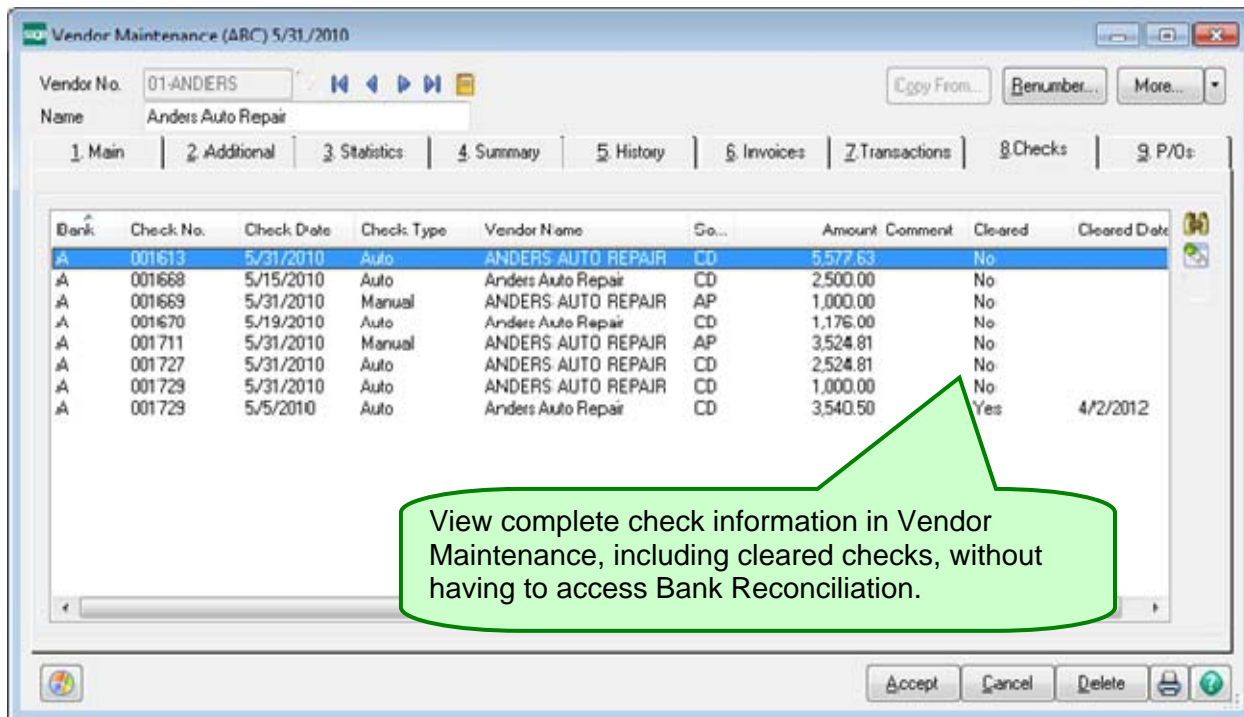 Vendor Maintenance (ABC) 5/31/2010
Vendor No. 01-ANDERS Copy From... Renumber... More...
Name Anders Auto Repair
1. Main 2. Additional 3. Statistics 4. Summary 5. History 6. Invoices 7.Transactions 8.Checks 9. P/Os
Bank Check No. Check Date Check Type Vendor Name So... Amount Comment Cleared Cleared Date
A 001613 5/31/2010 Auto ANDERS AUTO REPAIR CD 5,577.63 No
A 001668 5/15/2010 Auto Anders Auto Repair CD 2,500.00 No
A 001669 5/31/2010 Manual ANDERS AUTO REPAIR AP 1,000.00 No
A 001670 5/19/2010 Auto Anders Auto Repair CD 1,176.00 No
A 001711 5/31/2010 Manual ANDERS AUTO REPAIR AP 3,524.81 No
A 001727 5/31/2010 Auto ANDERS AUTO REPAIR CD 2,524.81 No
A 001729 5/31/2010 Auto ANDERS AUTO REPAIR CD 1,000.00 No
A 001729 5/5/2010 Auto Anders Auto Repair CD 3,540.50 Yes 4/2/2012
View complete check information in Vendor
Maintenance, including cleared checks, without
having to access Bank Reconciliation.
Accept Cancel Delete